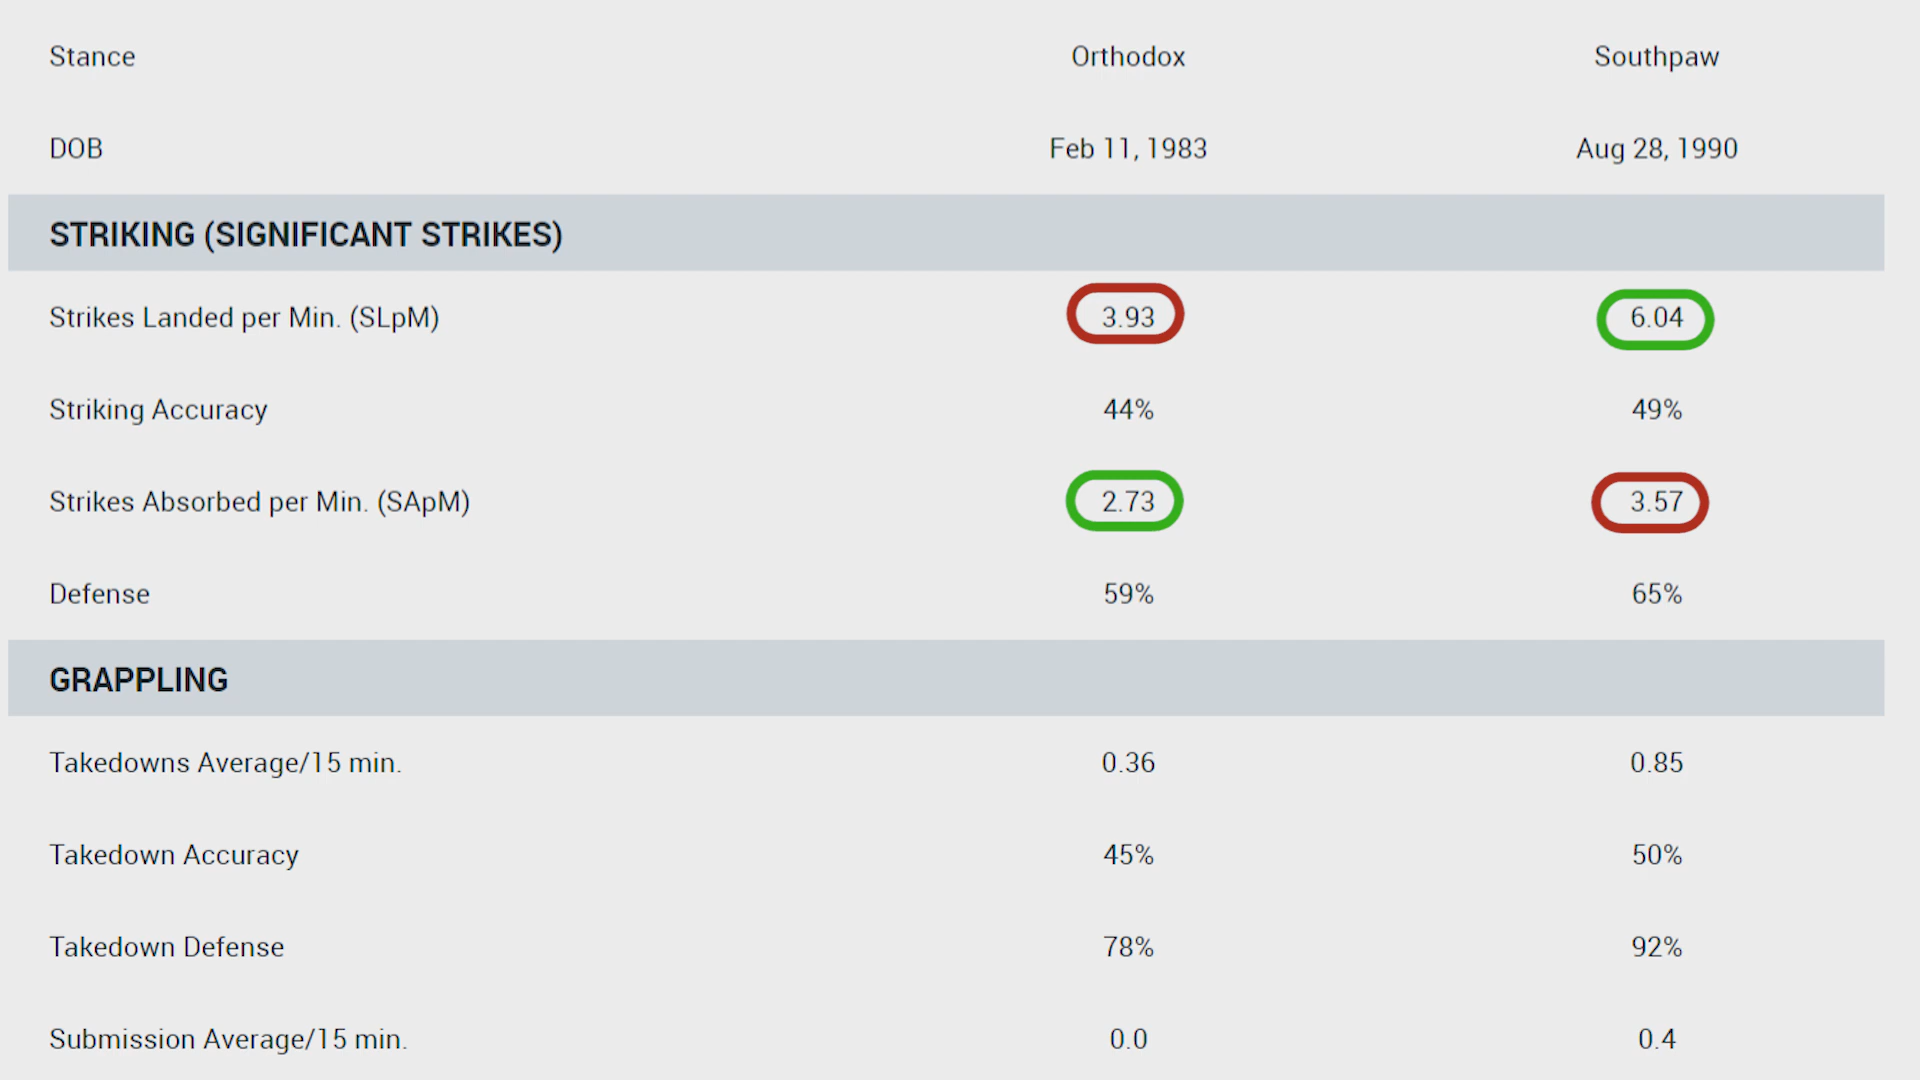 Stance Orthodox Southpaw
DOB Feb 11, 1983 Aug 28, 1990
STRIKING (SIGNIFICANT STRIKES)
Strikes Landed per Min. (SLpM) 3.93 6.04
Striking Accuracy 44% 49%
Strikes Absorbed per Min. (SApM) 2.73 3.57
Defense 59% 65%
GRAPPLING
Takedowns Average/15 min. 0.36 0.85
Takedown Accuracy 45% 50%
Takedown Defense 78% 92%
Submission Average/15 min. 0.0 0.4